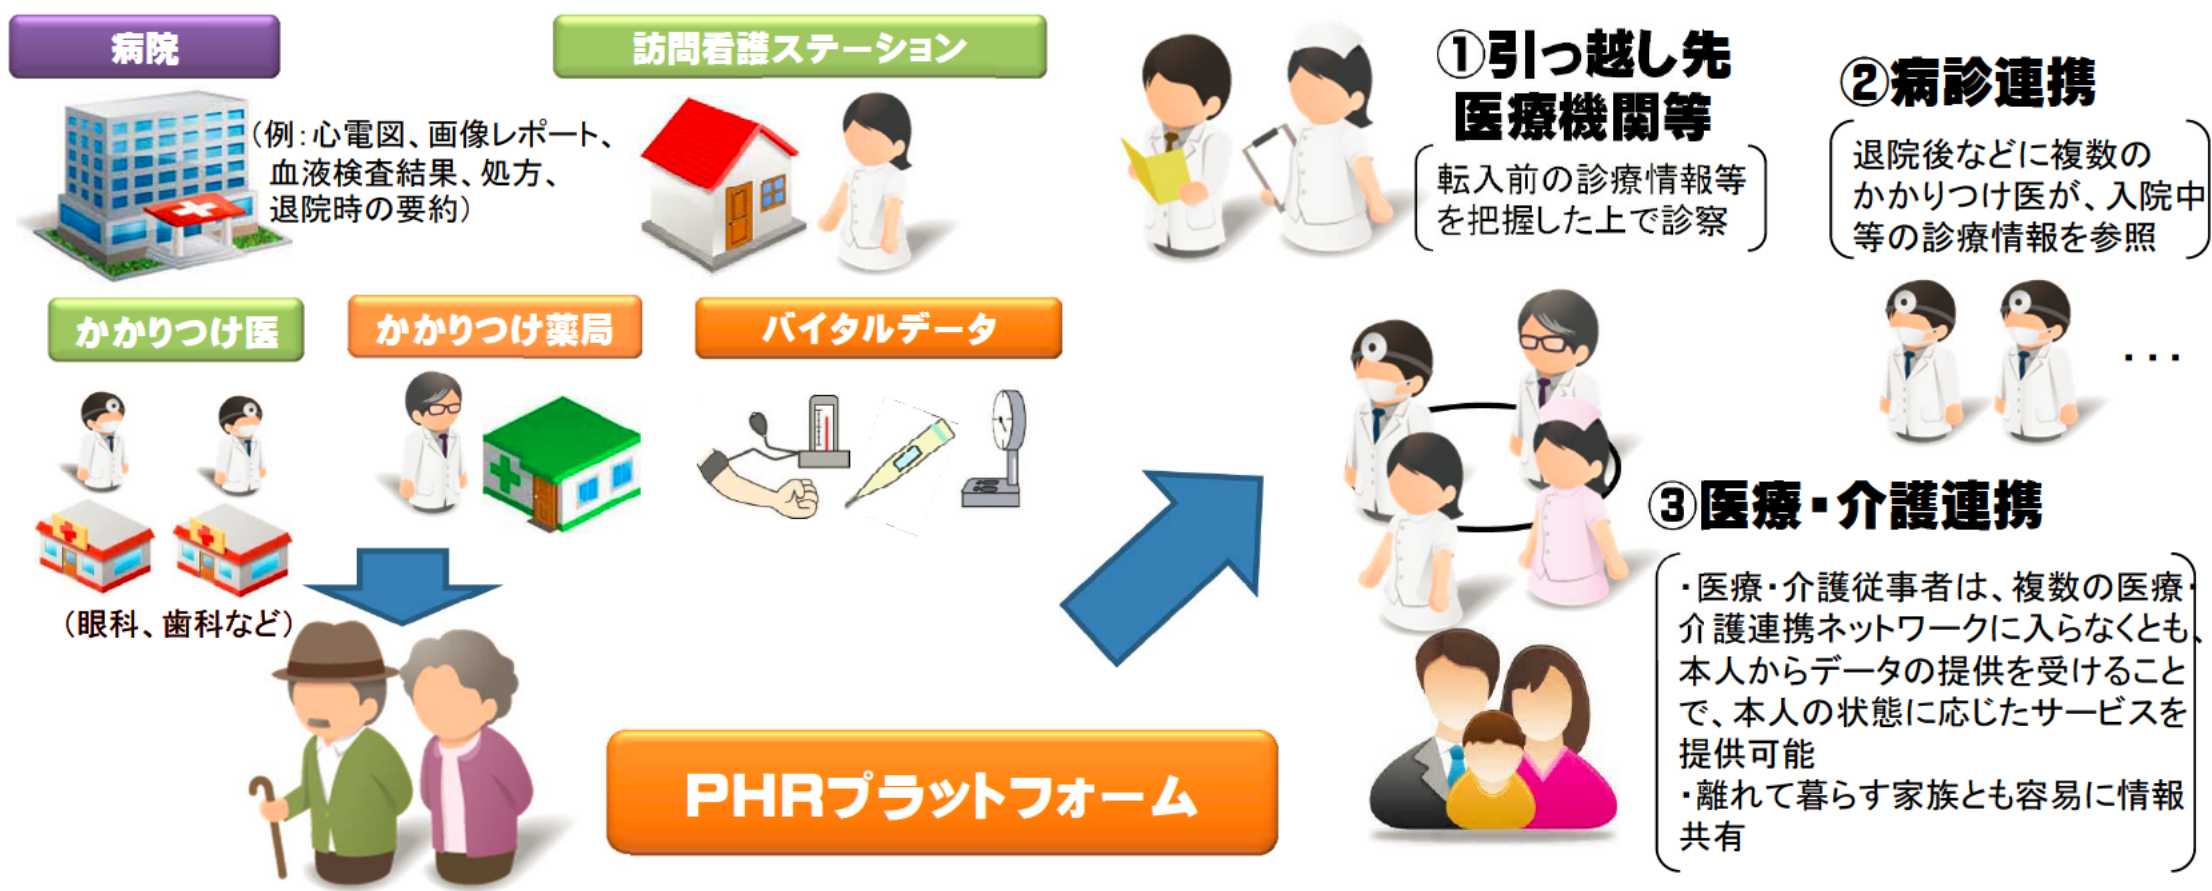 病院
訪問看護ステーション
(例:心電図、画像レポート、
血液検査結果、処方、
退院時の要約)
かかりつけ医
かかりつけ薬局
バイタルデータ
(眼科、歯科など)
PHRプラットフォーム
①引っ越し先
医療機関等
転入前の診療情報等
を把握した上で診察
②病診連携
退院後などに複数の
かかりつけ医が、入院中
等の診療情報を参照
・・・
③医療・介護連携
・医療・介護従事者は、複数の医療・
介護連携ネットワークに入らなくとも、
本人からデータの提供を受けること
で、本人の状態に応じたサービスを
提供可能
・離れて暮らす家族とも容易に情報
共有